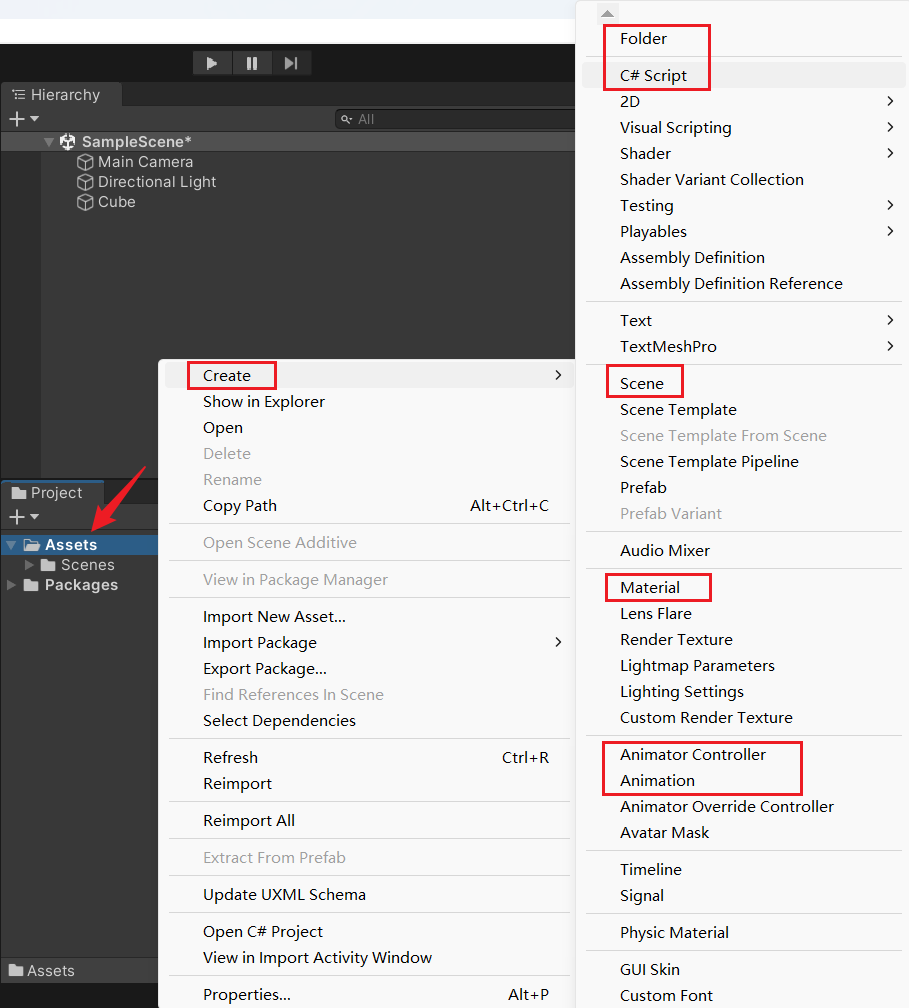 Hierarchy
All
SampleScene*
Main Camera
Directional Light
Cube
Project
Assets
Scenes
Packages
Assets
Create
Show in Explorer
Open
Delete
Rename
Copy Path Alt+Ctrl+C
Open Scene Additive
View in Package Manager
Import New Asset...
Import Package
Export Package...
Find References In Scene
Select Dependencies
Refresh Ctrl+R
Reimport
Reimport All
Extract From Prefab
Update UXML Schema
Open C# Project
View in Import Activity Window
Properties... Alt+P
Folder
C# Script
2D
Visual Scripting
Shader
Shader Variant Collection
Testing
Playables
Assembly Definition
Assembly Definition Reference
Text
TextMeshPro
Scene
Scene Template
Scene Template From Scene
Scene Template Pipeline
Prefab
Prefab Variant
Audio Mixer
Material
Lens Flare
Render Texture
Lightmap Parameters
Lighting Settings
Custom Render Texture
Animator Controller
Animation
Animator Override Controller
Avatar Mask
Timeline
Signal
Physic Material
GUI Skin
Custom Font